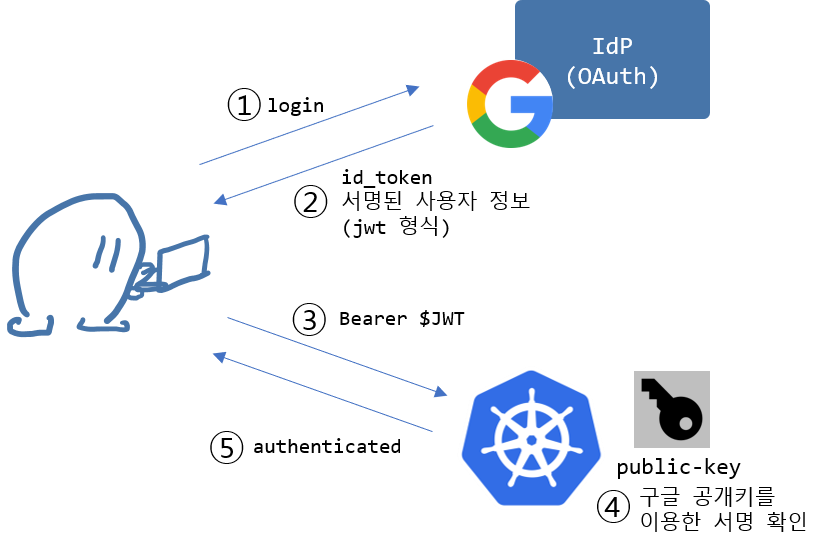 IdP
(OAuth)
① login
id_token
② 서명된 사용자 정보
(jwt 형식)
③ Bearer $JWT
⑤ authenticated
public-key
④ 구글 공개키를
이용한 서명 확인